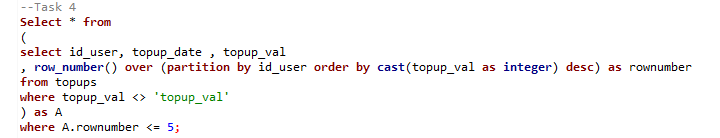 --Task 4
Select * from
(
select id_user, topup_date , topup_val
, row_number() over (partition by id_user order by cast(topup_val as integer) desc) as rownumber
from topups
where topup_val <> 'topup_val'
) as A
where A.rownumber <= 5;